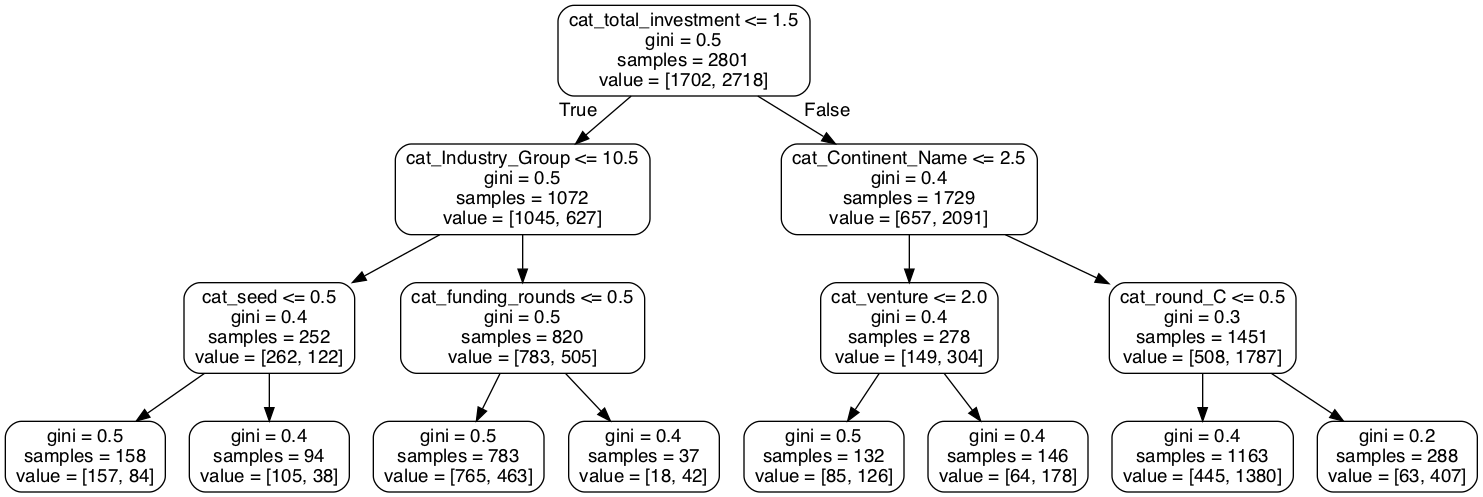 cat_total_investment <= 1.5
gini = 0.5
samples = 2801
value = [1702, 2718]
True
False
cat_Industry_Group <= 10.5
gini = 0.5
samples = 1072
value = [1045, 627]
cat_Continent_Name <= 2.5
gini = 0.4
samples = 1729
value = [657, 2091]
cat_seed <= 0.5
gini = 0.4
samples = 252
value = [262, 122]
cat_funding_rounds <= 0.5
gini = 0.5
samples = 820
value = [783, 505]
cat_venture <= 2.0
gini = 0.4
samples = 278
value = [149, 304]
cat_round_C <= 0.5
gini = 0.3
samples = 1451
value = [508, 1787]
gini = 0.5
samples = 158
value = [157, 84]
gini = 0.4
samples = 94
value = [105, 38]
gini = 0.5
samples = 783
value = [765, 463]
gini = 0.4
samples = 37
value = [18, 42]
gini = 0.5
samples = 132
value = [85, 126]
gini = 0.4
samples = 146
value = [64, 178]
gini = 0.4
samples = 1163
value = [445, 1380]
gini = 0.2
samples = 288
value = [63, 407]